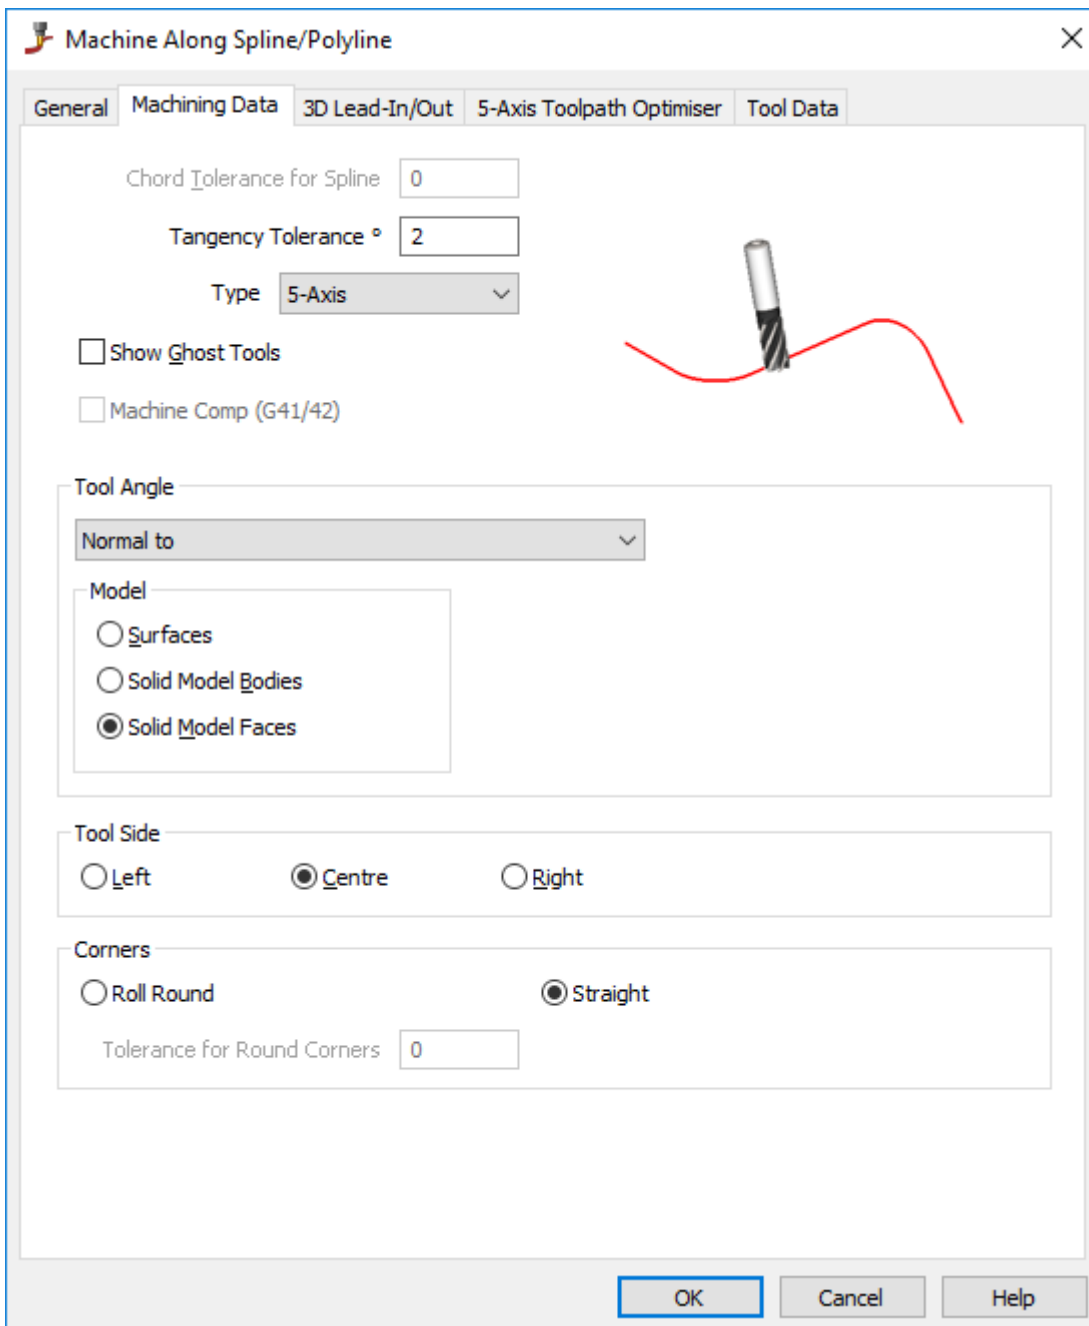 Machine Along Spline/Polyline
General Machining Data 3D Lead-In/Out 5-Axis Toolpath Optimiser Tool Data
Chord Tolerance for Spline 0
Tangency Tolerance ° 2
Type 5-Axis
Show Ghost Tools
Machine Comp (G41/42)
Tool Angle
Normal to
Model
Surfaces
Solid Model Bodies
Solid Model Faces
Tool Side
Left Centre Right
Corners
Roll Round Straight
Tolerance for Round Corners 0
OK Cancel Help